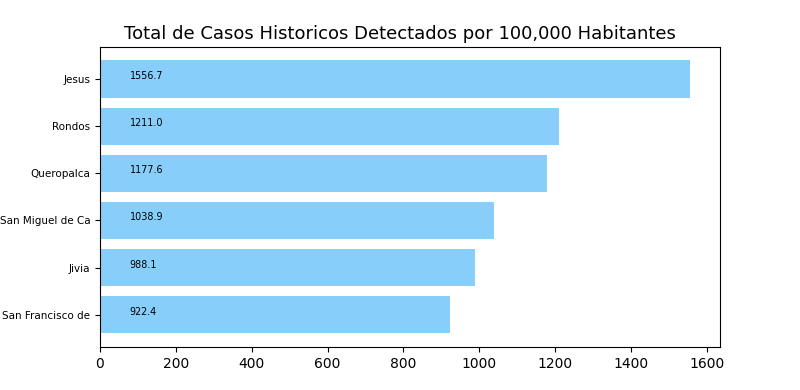 Total de Casos Historicos Detectados por 100,000 Habitantes
Jesus 1556.7
Rondos 1211.0
Queropalca 1177.6
San Miguel de Ca 1038.9
Jivia 988.1
San Francisco de 922.4
0 200 400 600 800 1000 1200 1400 1600